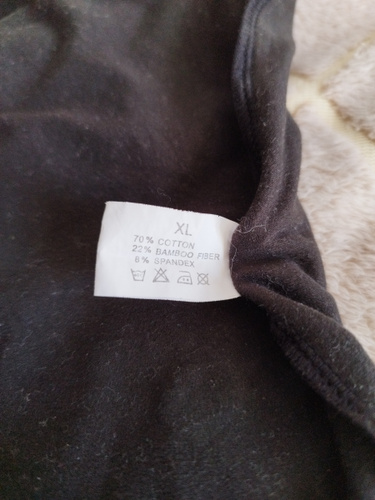 XL
70% COTTON
22% BAMBOO FIBER
8% SPANDEX